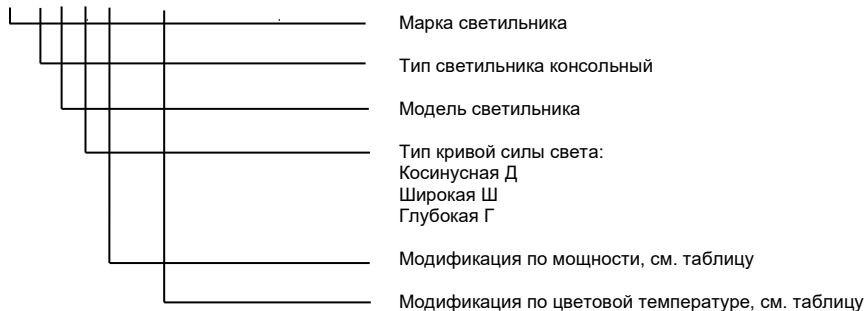 Марка светильника
Тип светильника консольный
Модель светильника
Тип кривой силы света:
Косинусная Д
Широкая Ш
Глубокая Г
Модификация по мощности, см. таблицу
Модификация по цветовой температуре, см. таблицу